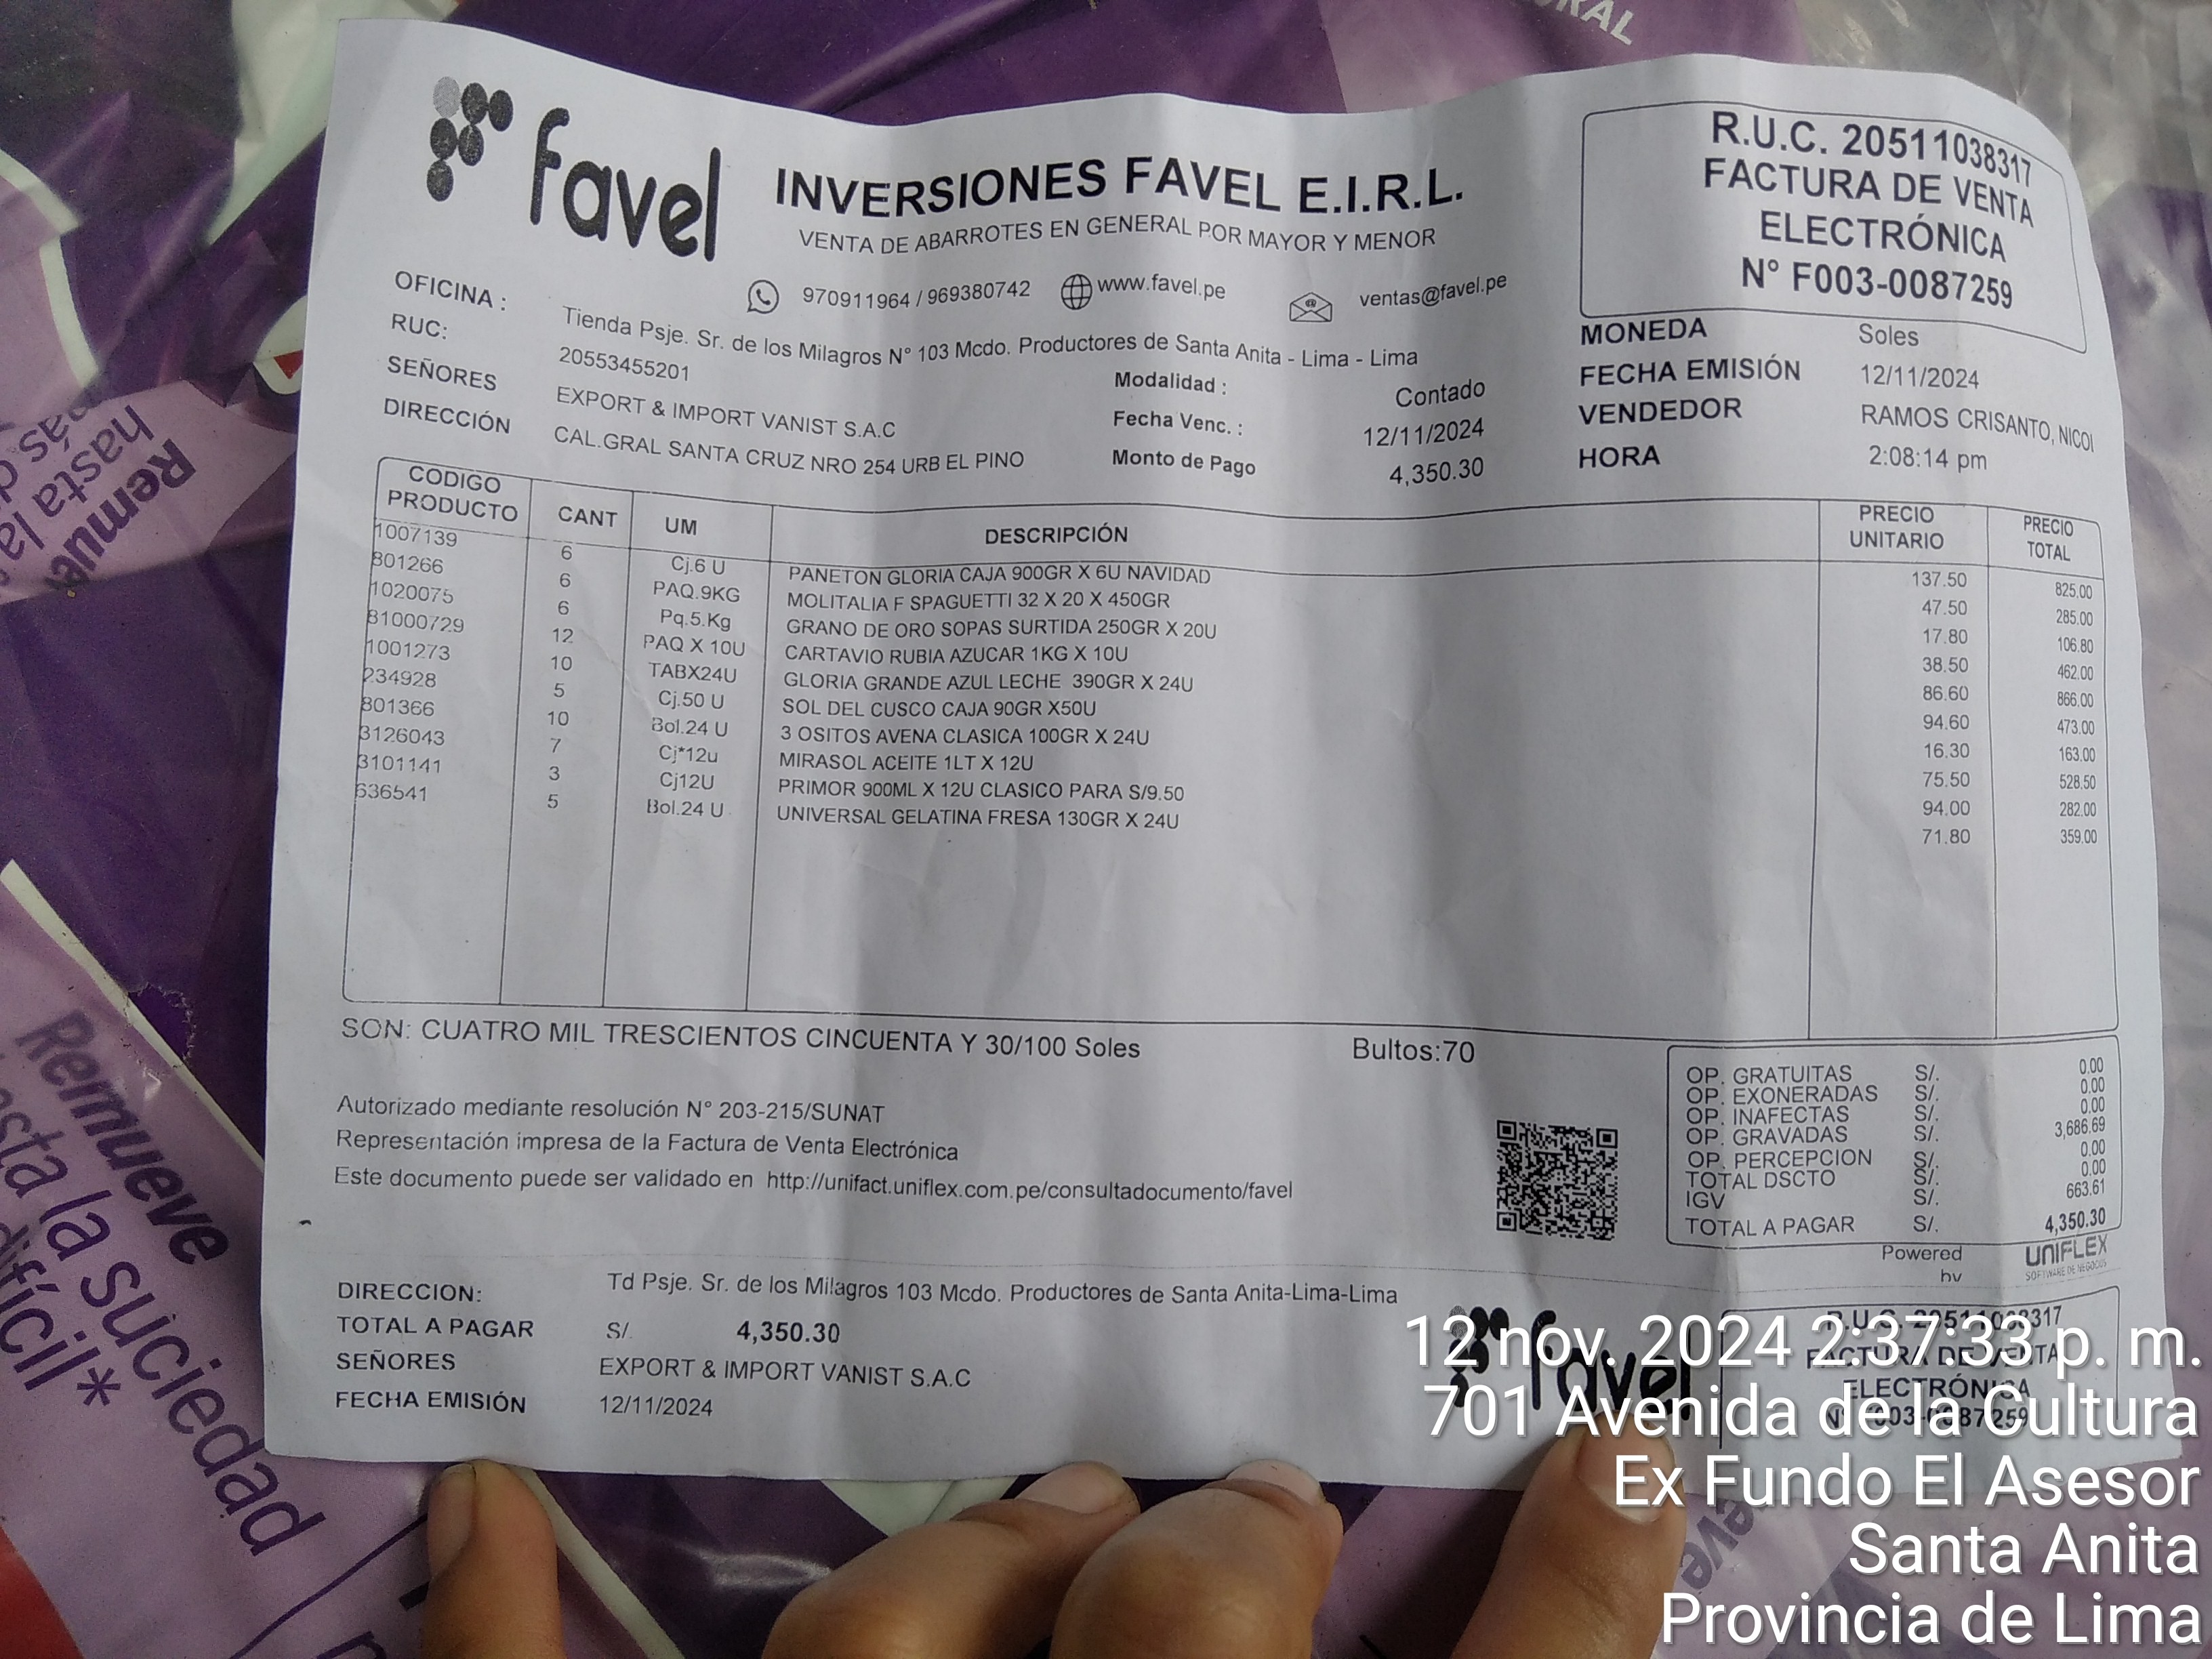 favel
INVERSIONES FAVEL E.I.R.L.
VENTA DE ABARROTES EN GENERAL POR MAYOR Y MENOR
970911964 / 969380742 www.favel.pe ventas@favel.pe
R.U.C. 20511038317
FACTURA DE VENTA
ELECTRÓNICA
N° F003-0087259
OFICINA : Tienda Psje. Sr. de los Milagros N° 103 Mcdo. Productores de Santa Anita - Lima - Lima
RUC: 20553455201
SEÑORES EXPORT & IMPORT VANIST S.A.C
DIRECCIÓN CAL.GRAL SANTA CRUZ NRO 254 URB EL PINO
Modalidad : Contado
Fecha Venc. : 12/11/2024
Monto de Pago 4,350.30
MONEDA Soles
FECHA EMISIÓN 12/11/2024
VENDEDOR RAMOS CRISANTO, NICOI
HORA 2:08:14 pm
CODIGO PRODUCTO CANT UM DESCRIPCIÓN PRECIO UNITARIO PRECIO TOTAL
1007139 6 Cj.6 U PANETON GLORIA CAJA 900GR X 6U NAVIDAD 137.50 825.00
801266 6 PAQ.9KG MOLITALIA F SPAGUETTI 32 X 20 X 450GR 47.50 285.00
1020075 6 Pq.5.Kg GRANO DE ORO SOPAS SURTIDA 250GR X 20U 17.80 106.80
81000729 12 PAQ X 10U CARTAVIO RUBIA AZUCAR 1KG X 10U 38.50 462.00
1001273 10 TABX24U GLORIA GRANDE AZUL LECHE 390GR X 24U 86.60 866.00
234928 5 Cj.50 U SOL DEL CUSCO CAJA 90GR X50U 94.60 473.00
801366 10 Bol.24 U 3 OSITOS AVENA CLASICA 100GR X 24U 16.30 163.00
3126043 7 Cj*12u MIRASOL ACEITE 1LT X 12U 75.50 528.50
3101141 3 Cj12U PRIMOR 900ML X 12U CLASICO PARA S/9.50 94.00 282.00
636541 5 Bol.24 U UNIVERSAL GELATINA FRESA 130GR X 24U 71.80 359.00
SON: CUATRO MIL TRESCIENTOS CINCUENTA Y 30/100 Soles Bultos:70
Autorizado mediante resolución N° 203-215/SUNAT
Representación impresa de la Factura de Venta Electrónica
Este documento puede ser validado en http://unifact.uniflex.com.pe/consultadocumento/favel
OP. GRATUITAS S/. 0.00
OP. EXONERADAS S/. 0.00
OP. INAFECTAS S/. 0.00
OP. GRAVADAS S/. 3,686.69
OP. PERCEPCION S/. 0.00
TOTAL DSCTO S/. 0.00
IGV S/. 663.61
TOTAL A PAGAR S/. 4,350.30
Powered by UNIFLEX
SOFTWARE DE NEGOCIOS
DIRECCION: Td Psje. Sr. de los Milagros 103 Mcdo. Productores de Santa Anita-Lima-Lima
TOTAL A PAGAR S/. 4,350.30
SEÑORES EXPORT & IMPORT VANIST S.A.C
FECHA EMISIÓN 12/11/2024
favel
R.U.C. 20511038317
FACTURA DE VENTA
ELECTRÓNICA
N° F003-0087259
12 nov. 2024 2:37:33 p. m.
701 Avenida de la Cultura
Ex Fundo El Asesor
Santa Anita
Provincia de Lima
Remueve
hasta la
Remueve
hasta la suciedad
difícil*